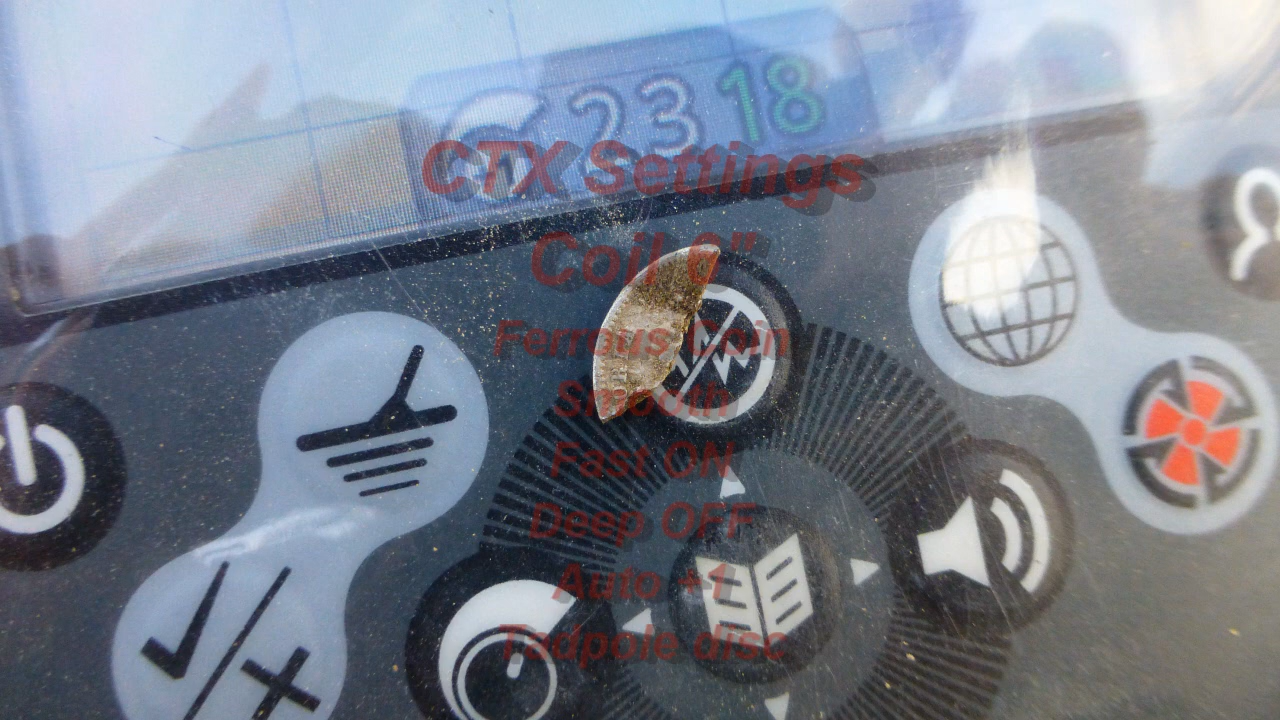 23 18
CTX Settings
Coil 6"
Ferrous Coin
Smooth
Fast ON
Deep OFF
Auto +1
Tadpole disc